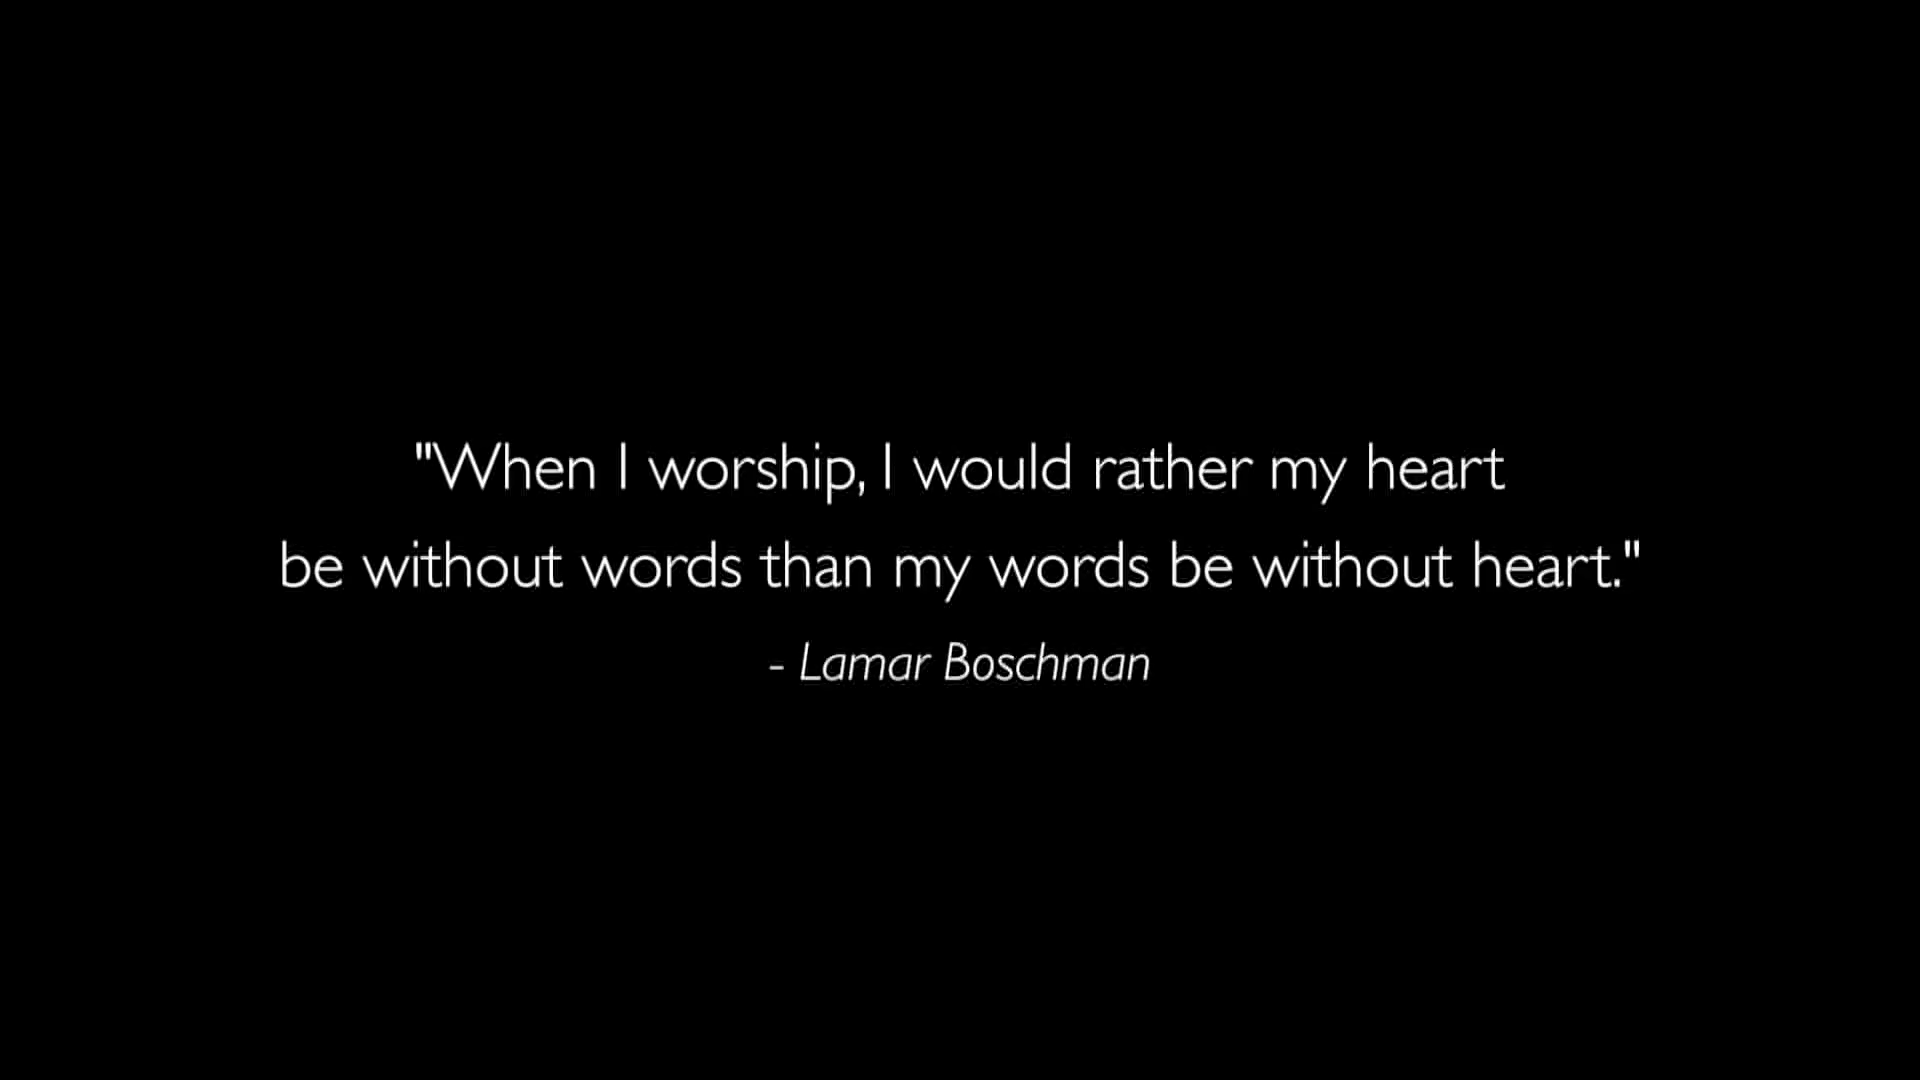 "When I worship, I would rather my heart
be without words than my words be without heart."
- Lamar Boschman